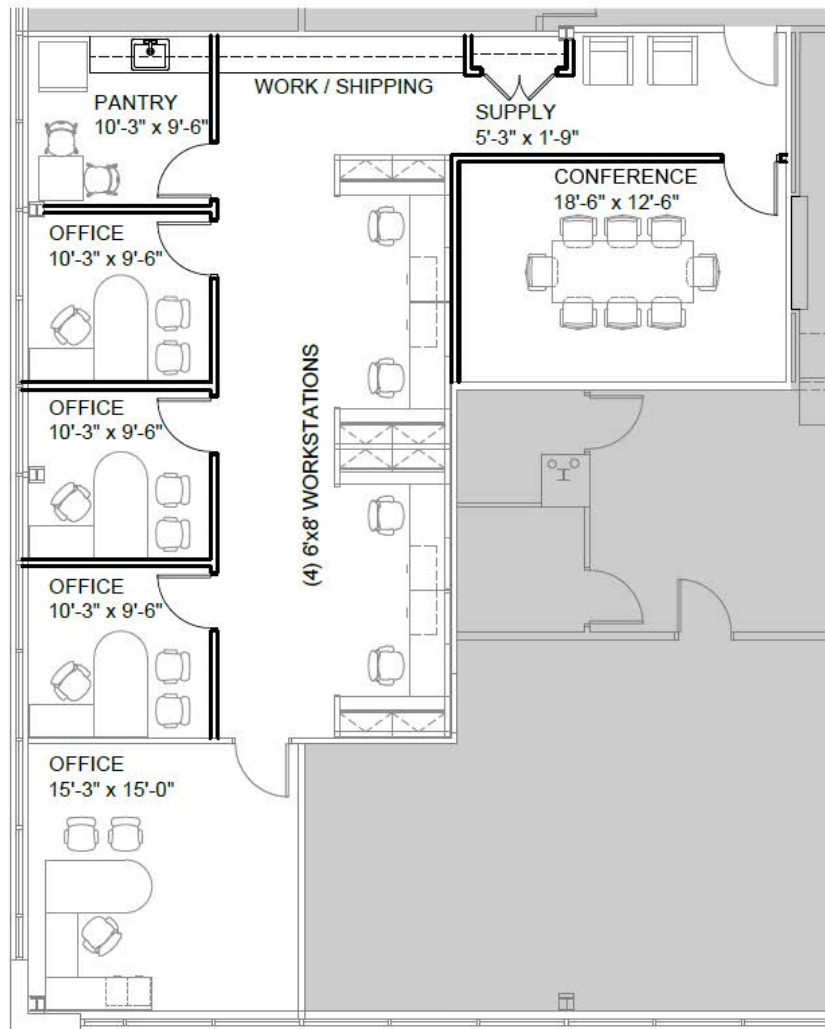 WORK / SHIPPING
PANTRY
10'-3" x 9'-6"
SUPPLY
5'-3" x 1'-9"
CONFERENCE
18'-6" x 12'-6"
OFFICE
10'-3" x 9'-6"
(4) 6'x8' WORKSTATIONS
OFFICE
10'-3" x 9'-6"
OFFICE
10'-3" x 9'-6"
OFFICE
15'-3" x 15'-0"